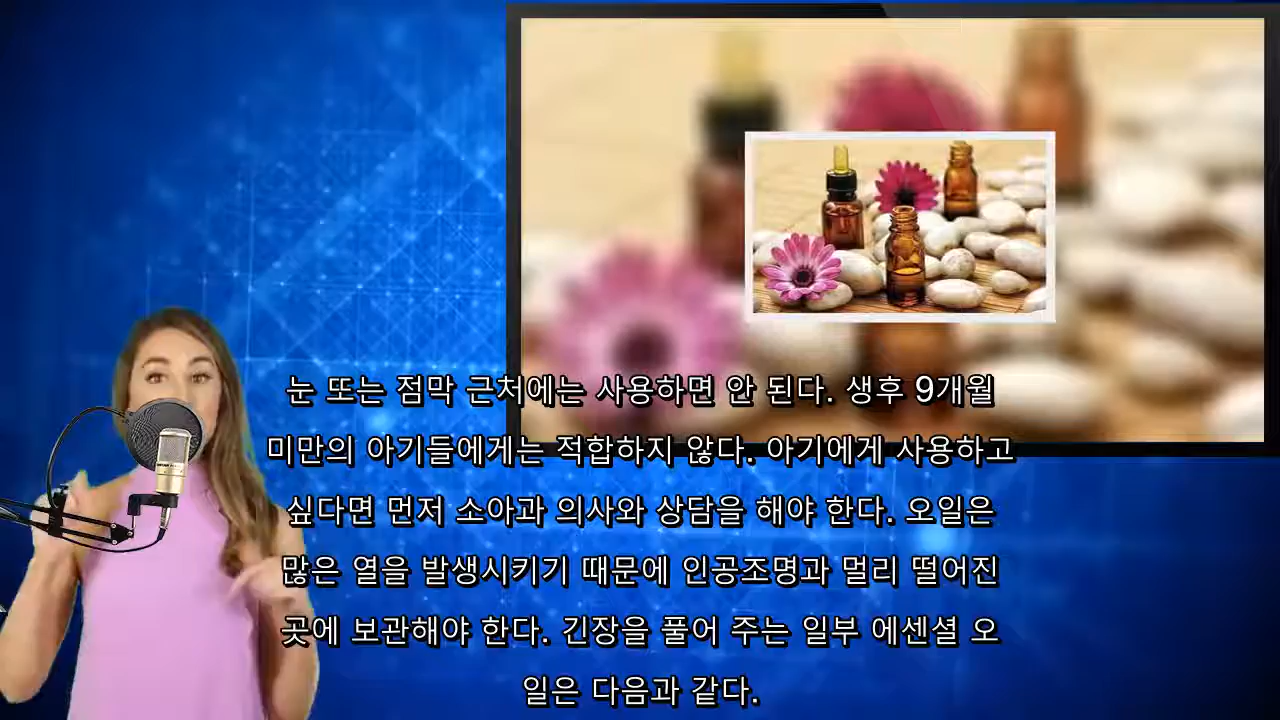 눈 또는 점막 근처에는 사용하면 안 된다. 생후 9개월
미만의 아기들에게는 적합하지 않다. 아기에게 사용하고
싶다면 먼저 소아과 의사와 상담을 해야 한다. 오일은
많은 열을 발생시키기 때문에 인공조명과 멀리 떨어진
곳에 보관해야 한다. 긴장을 풀어 주는 일부 에센셜 오
일은 다음과 같다.